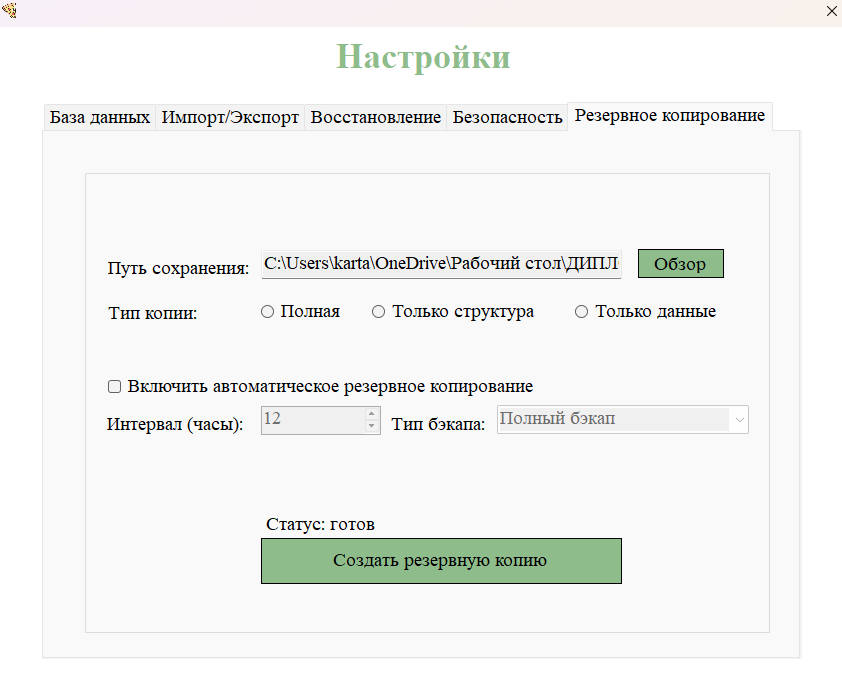 Настройки
База данных Импорт/Экспорт Восстановление Безопасность Резервное копирование
Путь сохранения: C:\Users\karta\OneDrive\Рабочий стол\ДИПЛ Обзор
Тип копии: Полная Только структура Только данные
Включить автоматическое резервное копирование
Интервал (часы): 12 Тип бэкапа: Полный бэкап
Статус: готов
Создать резервную копию